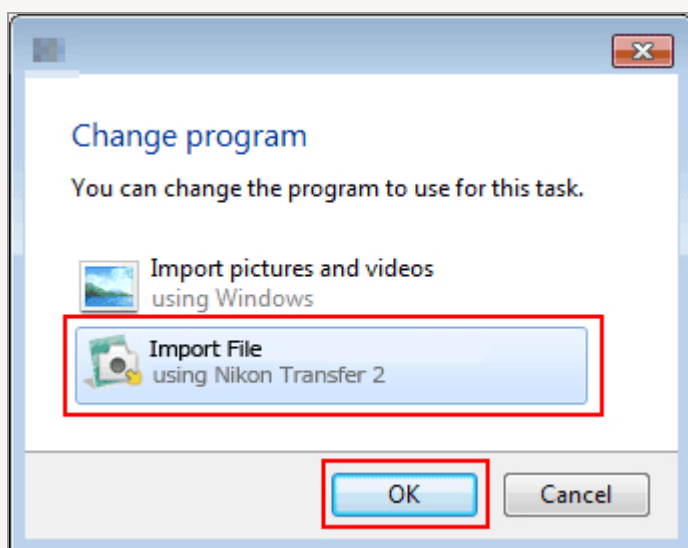 Change program
You can change the program to use for this task.
Import pictures and videos
using Windows
Import File
using Nikon Transfer 2
OK
Cancel